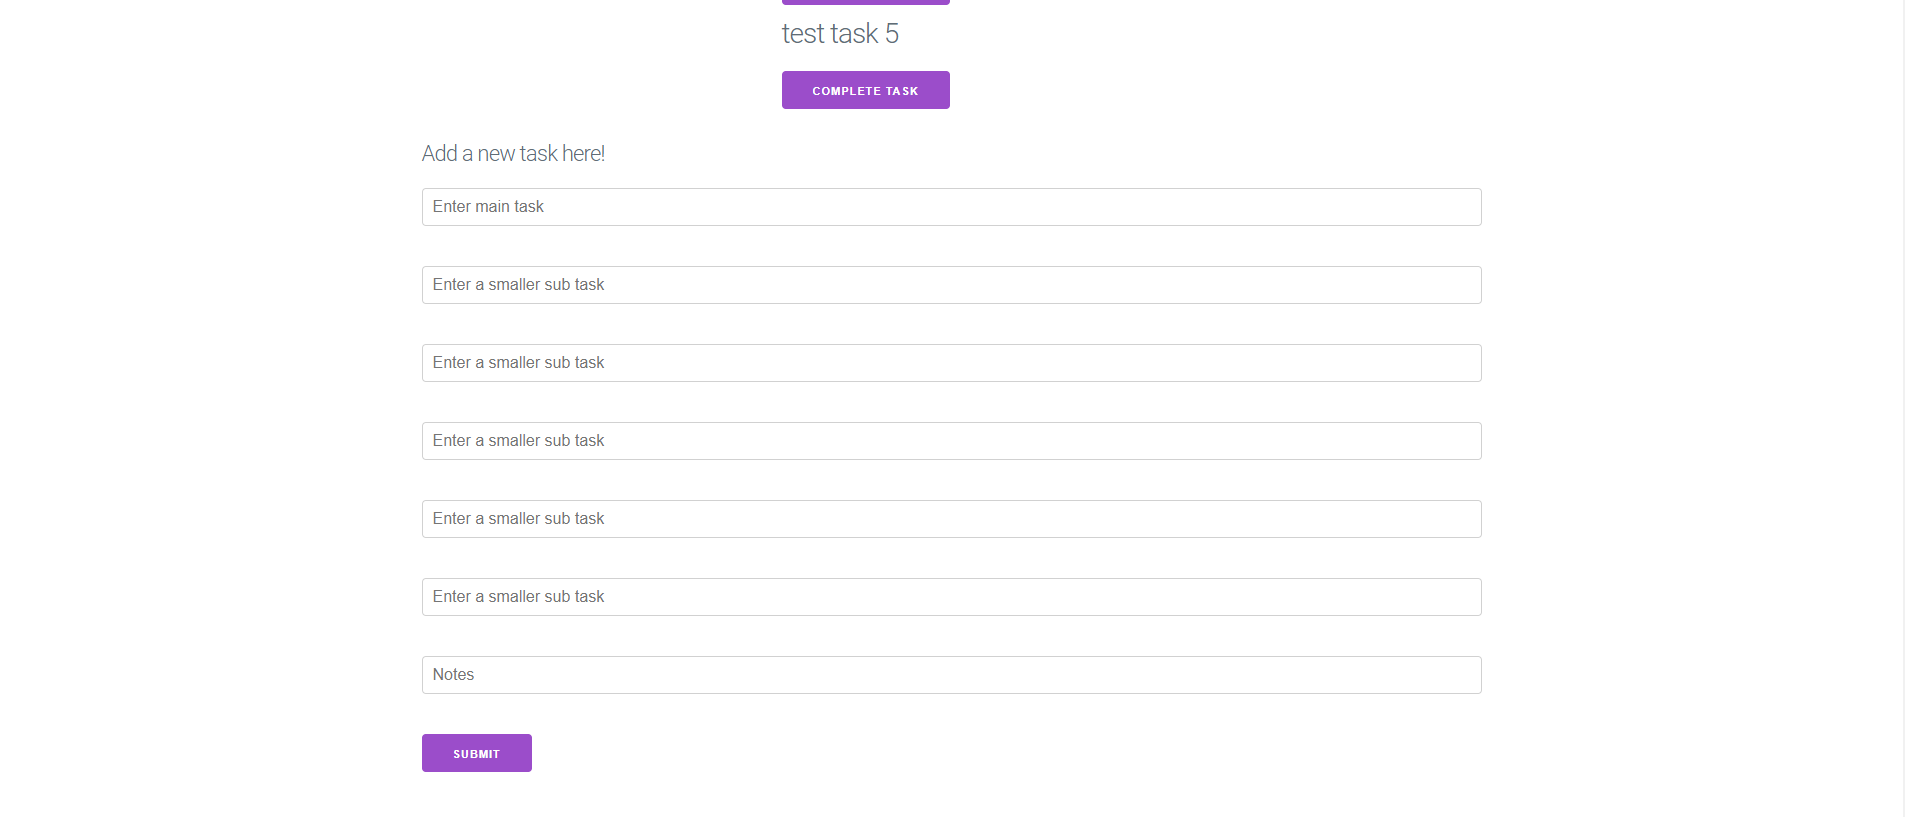 test task 5
COMPLETE TASK
Add a new task here!
Enter main task
Enter a smaller sub task
Enter a smaller sub task
Enter a smaller sub task
Enter a smaller sub task
Enter a smaller sub task
Notes
SUBMIT